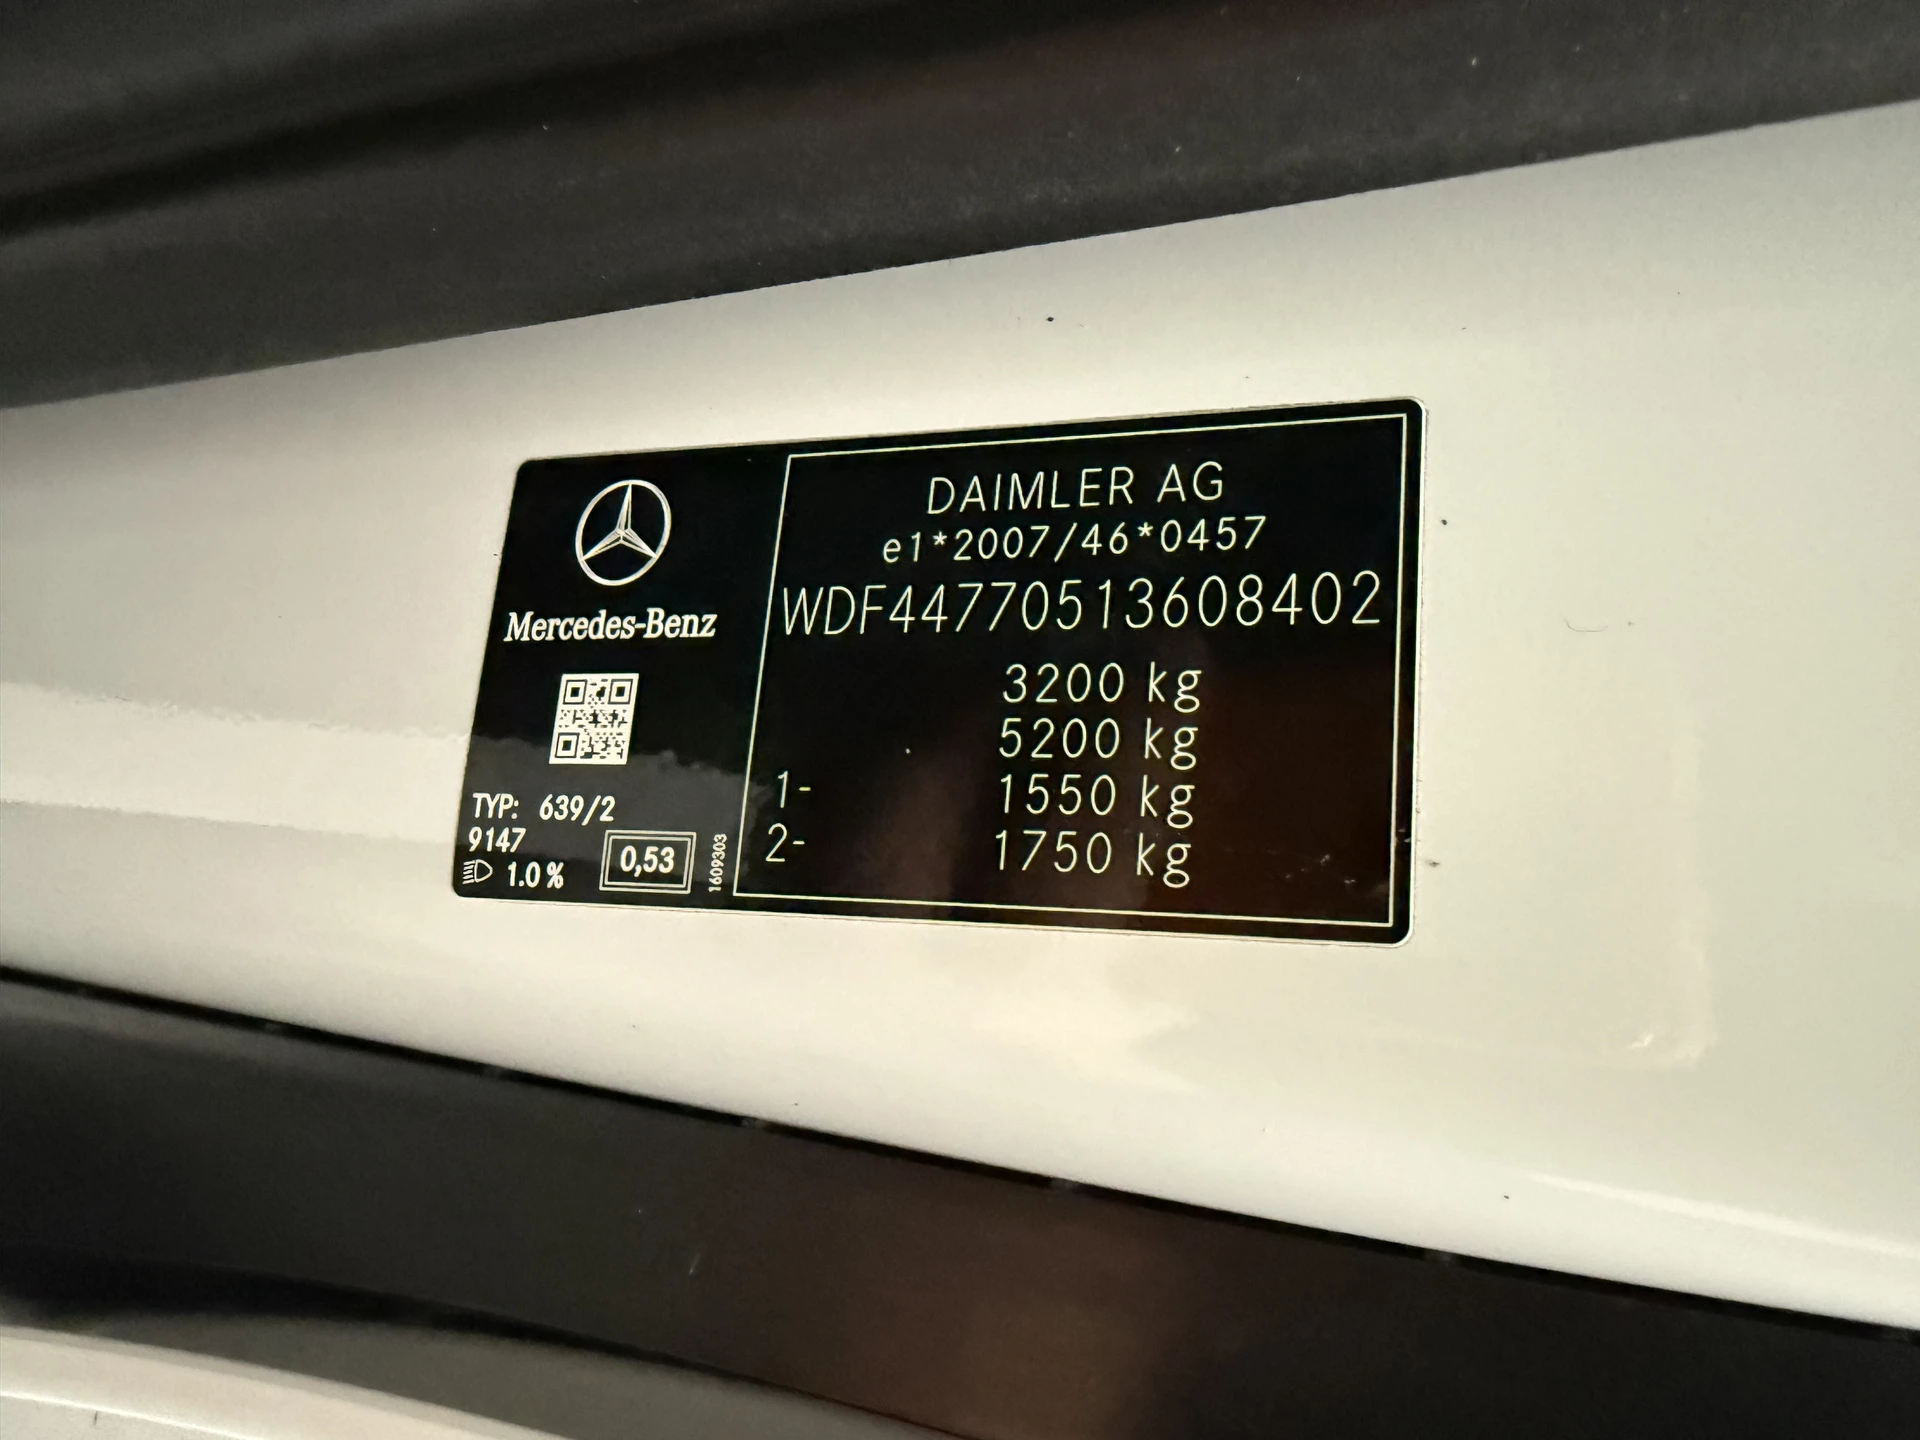 Mercedes-Benz
TYP: 639/2
9147
1.0 %
0,53
1609303
DAIMLER AG
e1*2007/46*0457
WDF44770513608402
3200 kg
5200 kg
1- 1550 kg
2- 1750 kg